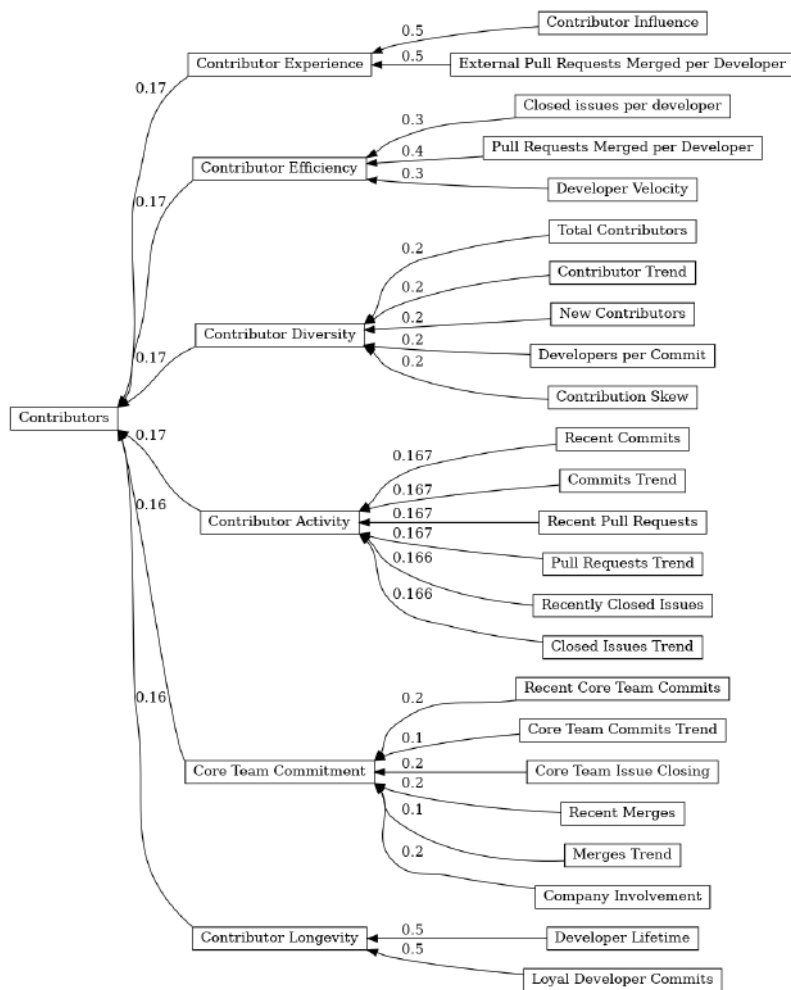 Contributor Influence
0.5
Contributor Experience
0.5
External Pull Requests Merged per Developer
0.17
Closed issues per developer
0.3
Pull Requests Merged per Developer
0.4
Contributor Efficiency
0.3
Developer Velocity
0.17
Total Contributors
0.2
Contributor Trend
0.2
New Contributors
0.2
Contributor Diversity
0.2
Developers per Commit
0.17
0.2
Contribution Skew
Contributors
0.17
Recent Commits
0.167
Commits Trend
0.167
0.16
Contributor Activity
0.167
Recent Pull Requests
0.167
Pull Requests Trend
0.166
Recently Closed Issues
0.166
Closed Issues Trend
Recent Core Team Commits
0.16
0.2
Core Team Commits Trend
0.1
Core Team Commitment
0.2
Core Team Issue Closing
0.2
Recent Merges
0.1
Merges Trend
0.2
Company Involvement
Contributor Longevity
0.5
Developer Lifetime
0.5
Loyal Developer Commits